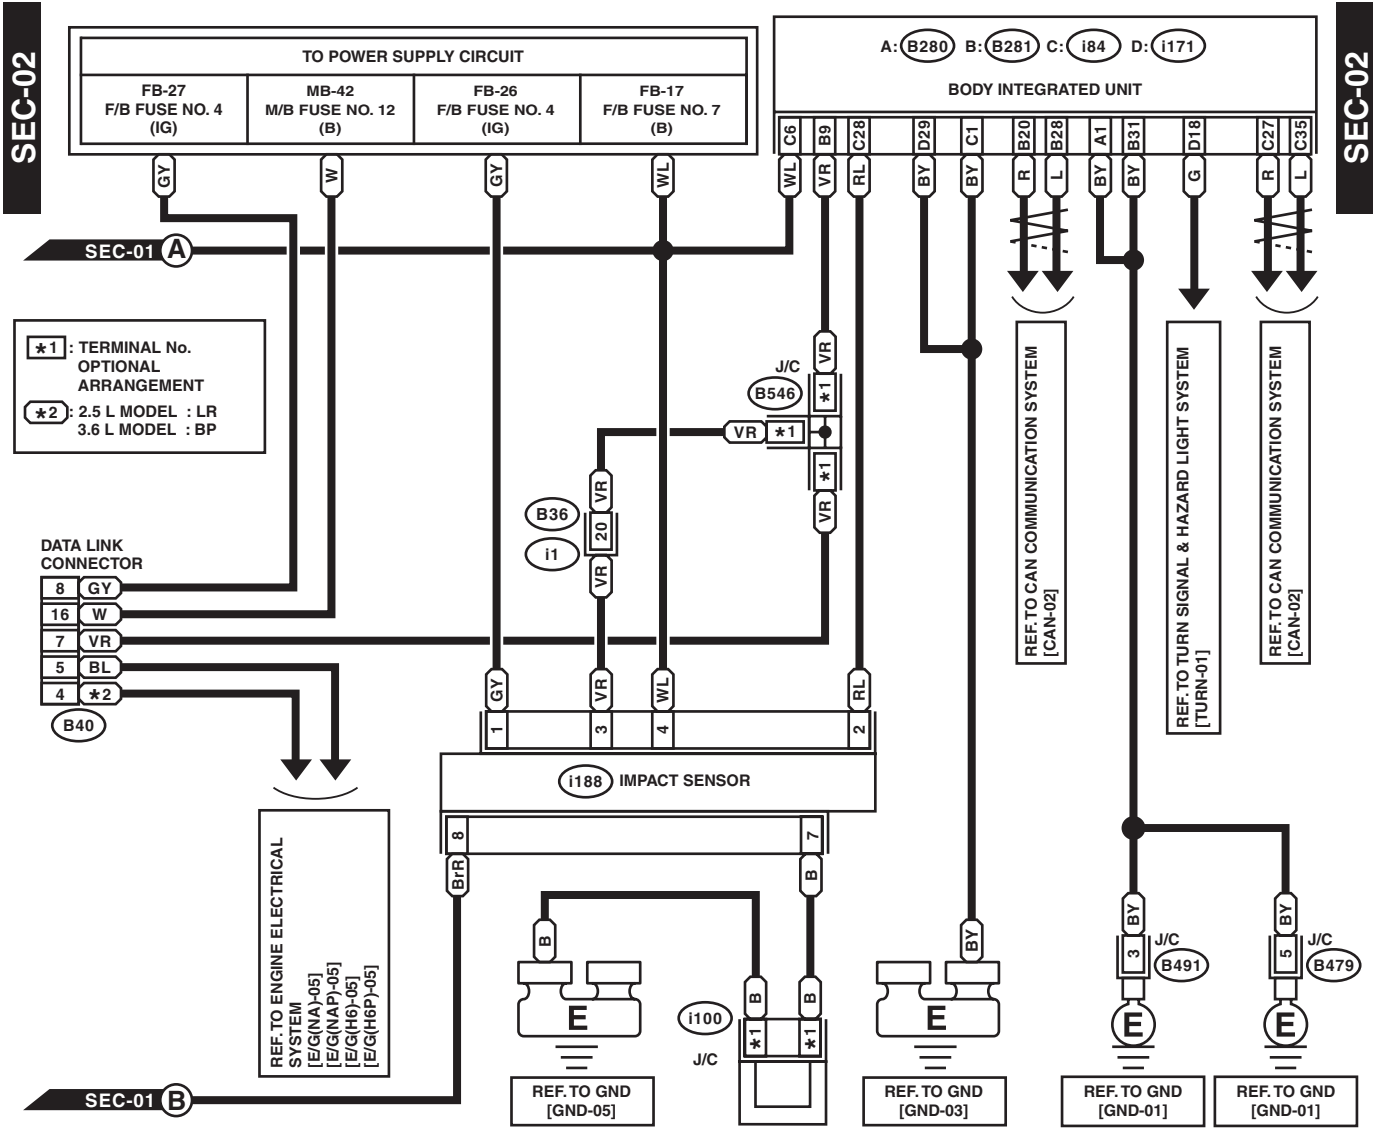 SEC-02
SEC-02
TO POWER SUPPLY CIRCUIT
FB-27
F/B FUSE NO. 4
(IG)
MB-42
M/B FUSE NO. 12
(B)
FB-26
F/B FUSE NO. 4
(IG)
FB-17
F/B FUSE NO. 7
(B)
A: B280 B: B281 C: i84 D: i171
BODY INTEGRATED UNIT
C6 B9 C28 D29 C1 B20 B28 A1 B31 D18 C27 C35
GY W GY WL WL VR RL BY BY R L BY BY G R L
SEC-01 A
*1 : TERMINAL No.
OPTIONAL
ARRANGEMENT
*2 : 2.5 L MODEL : LR
3.6 L MODEL : BP
VR
J/C
B546
*1
VR *1
*1
VR
VR
B36
20
i1
VR
REF. TO CAN COMMUNICATION SYSTEM
[CAN-02]
REF. TO TURN SIGNAL & HAZARD LIGHT SYSTEM
[TURN-01]
REF. TO CAN COMMUNICATION SYSTEM
[CAN-02]
DATA LINK
CONNECTOR
8 GY
16 W
7 VR
5 BL
4 *2
B40
GY VR WL RL
1 3 4 2
i188 IMPACT SENSOR
8 7
BrR B
REF. TO ENGINE ELECTRICAL
SYSTEM
[E/G(NA)-05]
[E/G(NAP)-05]
[E/G(H6)-05]
[E/G(H6P)-05]
B
E
REF. TO GND
[GND-05]
B B
i100
*1 *1
J/C
BY
E
REF. TO GND
[GND-03]
BY
3
J/C
B491
E
REF. TO GND
[GND-01]
BY
5
J/C
B479
E
REF. TO GND
[GND-01]
SEC-01 B